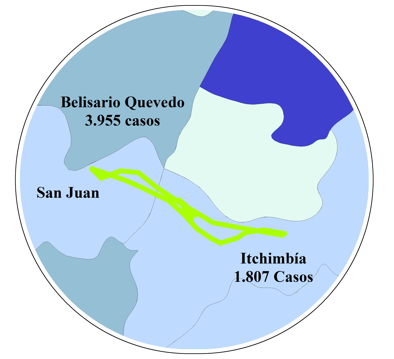 Belisario Quevedo
3.955 casos
San Juan
Itchimbía
1.807 Casos